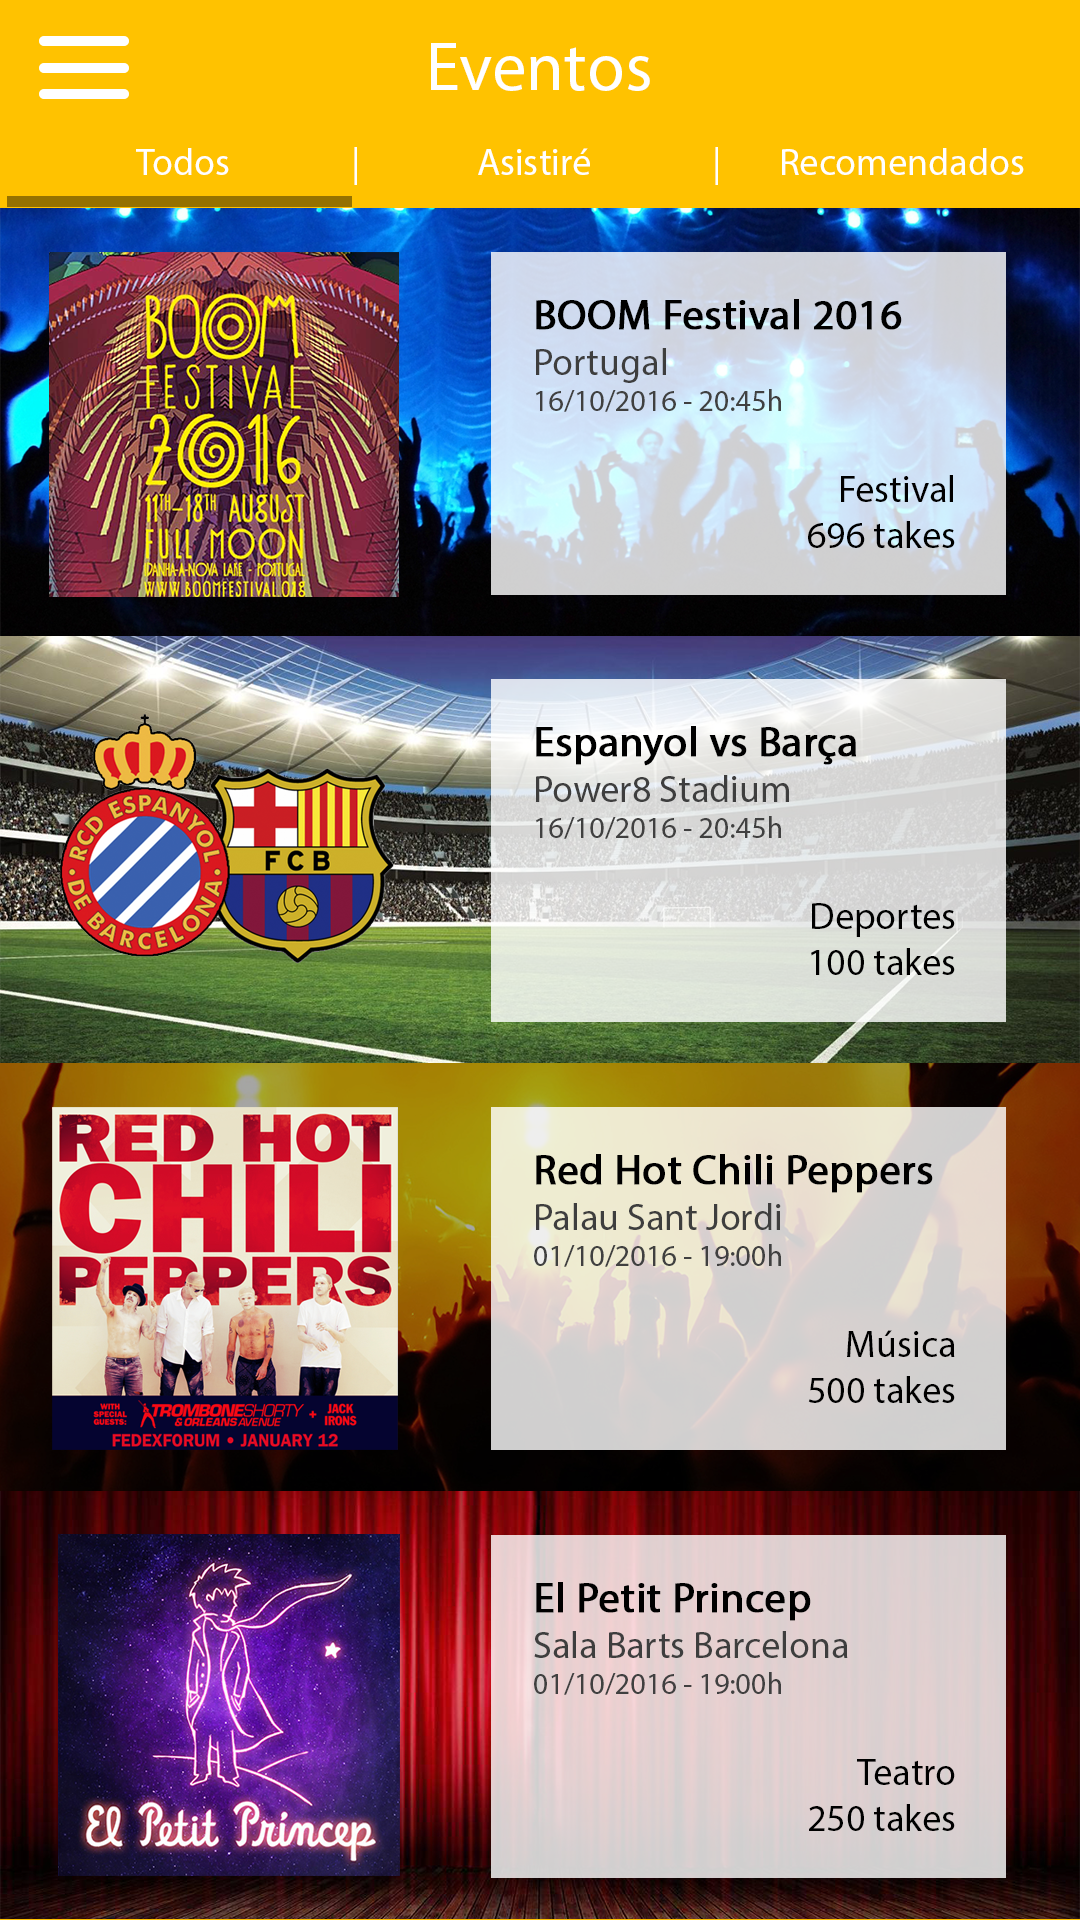 Eventos
Todos | Asistiré | Recomendados
BOOM
FESTIVAL
2016
11TH-18TH AUGUST
FULL MOON
DANHA-A-NOVA LAKE - PORTUGAL
WWW.BOOMFESTIVAL.ORG
BOOM Festival 2016
Portugal
16/10/2016 - 20:45h
Festival
696 takes
RCD ESPANYOL
DE BARCELONA
FCB
Espanyol vs Barça
Power8 Stadium
16/10/2016 - 20:45h
Deportes
100 takes
RED HOT
CHILI
PEPPERS
WITH SPECIAL GUESTS:
TROMBONE SHORTY
& ORLEANS AVENUE
+ JACK IRONS
FEDEXFORUM • JANUARY 12
Red Hot Chili Peppers
Palau Sant Jordi
01/10/2016 - 19:00h
Música
500 takes
El Petit Príncep
El Petit Princep
Sala Barts Barcelona
01/10/2016 - 19:00h
Teatro
250 takes